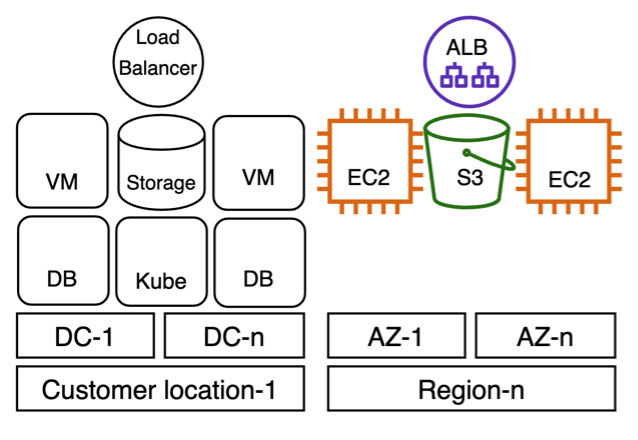 Load
Balancer
ALB
VM
Storage
VM
EC2
S3
EC2
DB
Kube
DB
DC-1
DC-n
AZ-1
AZ-n
Customer location-1
Region-n